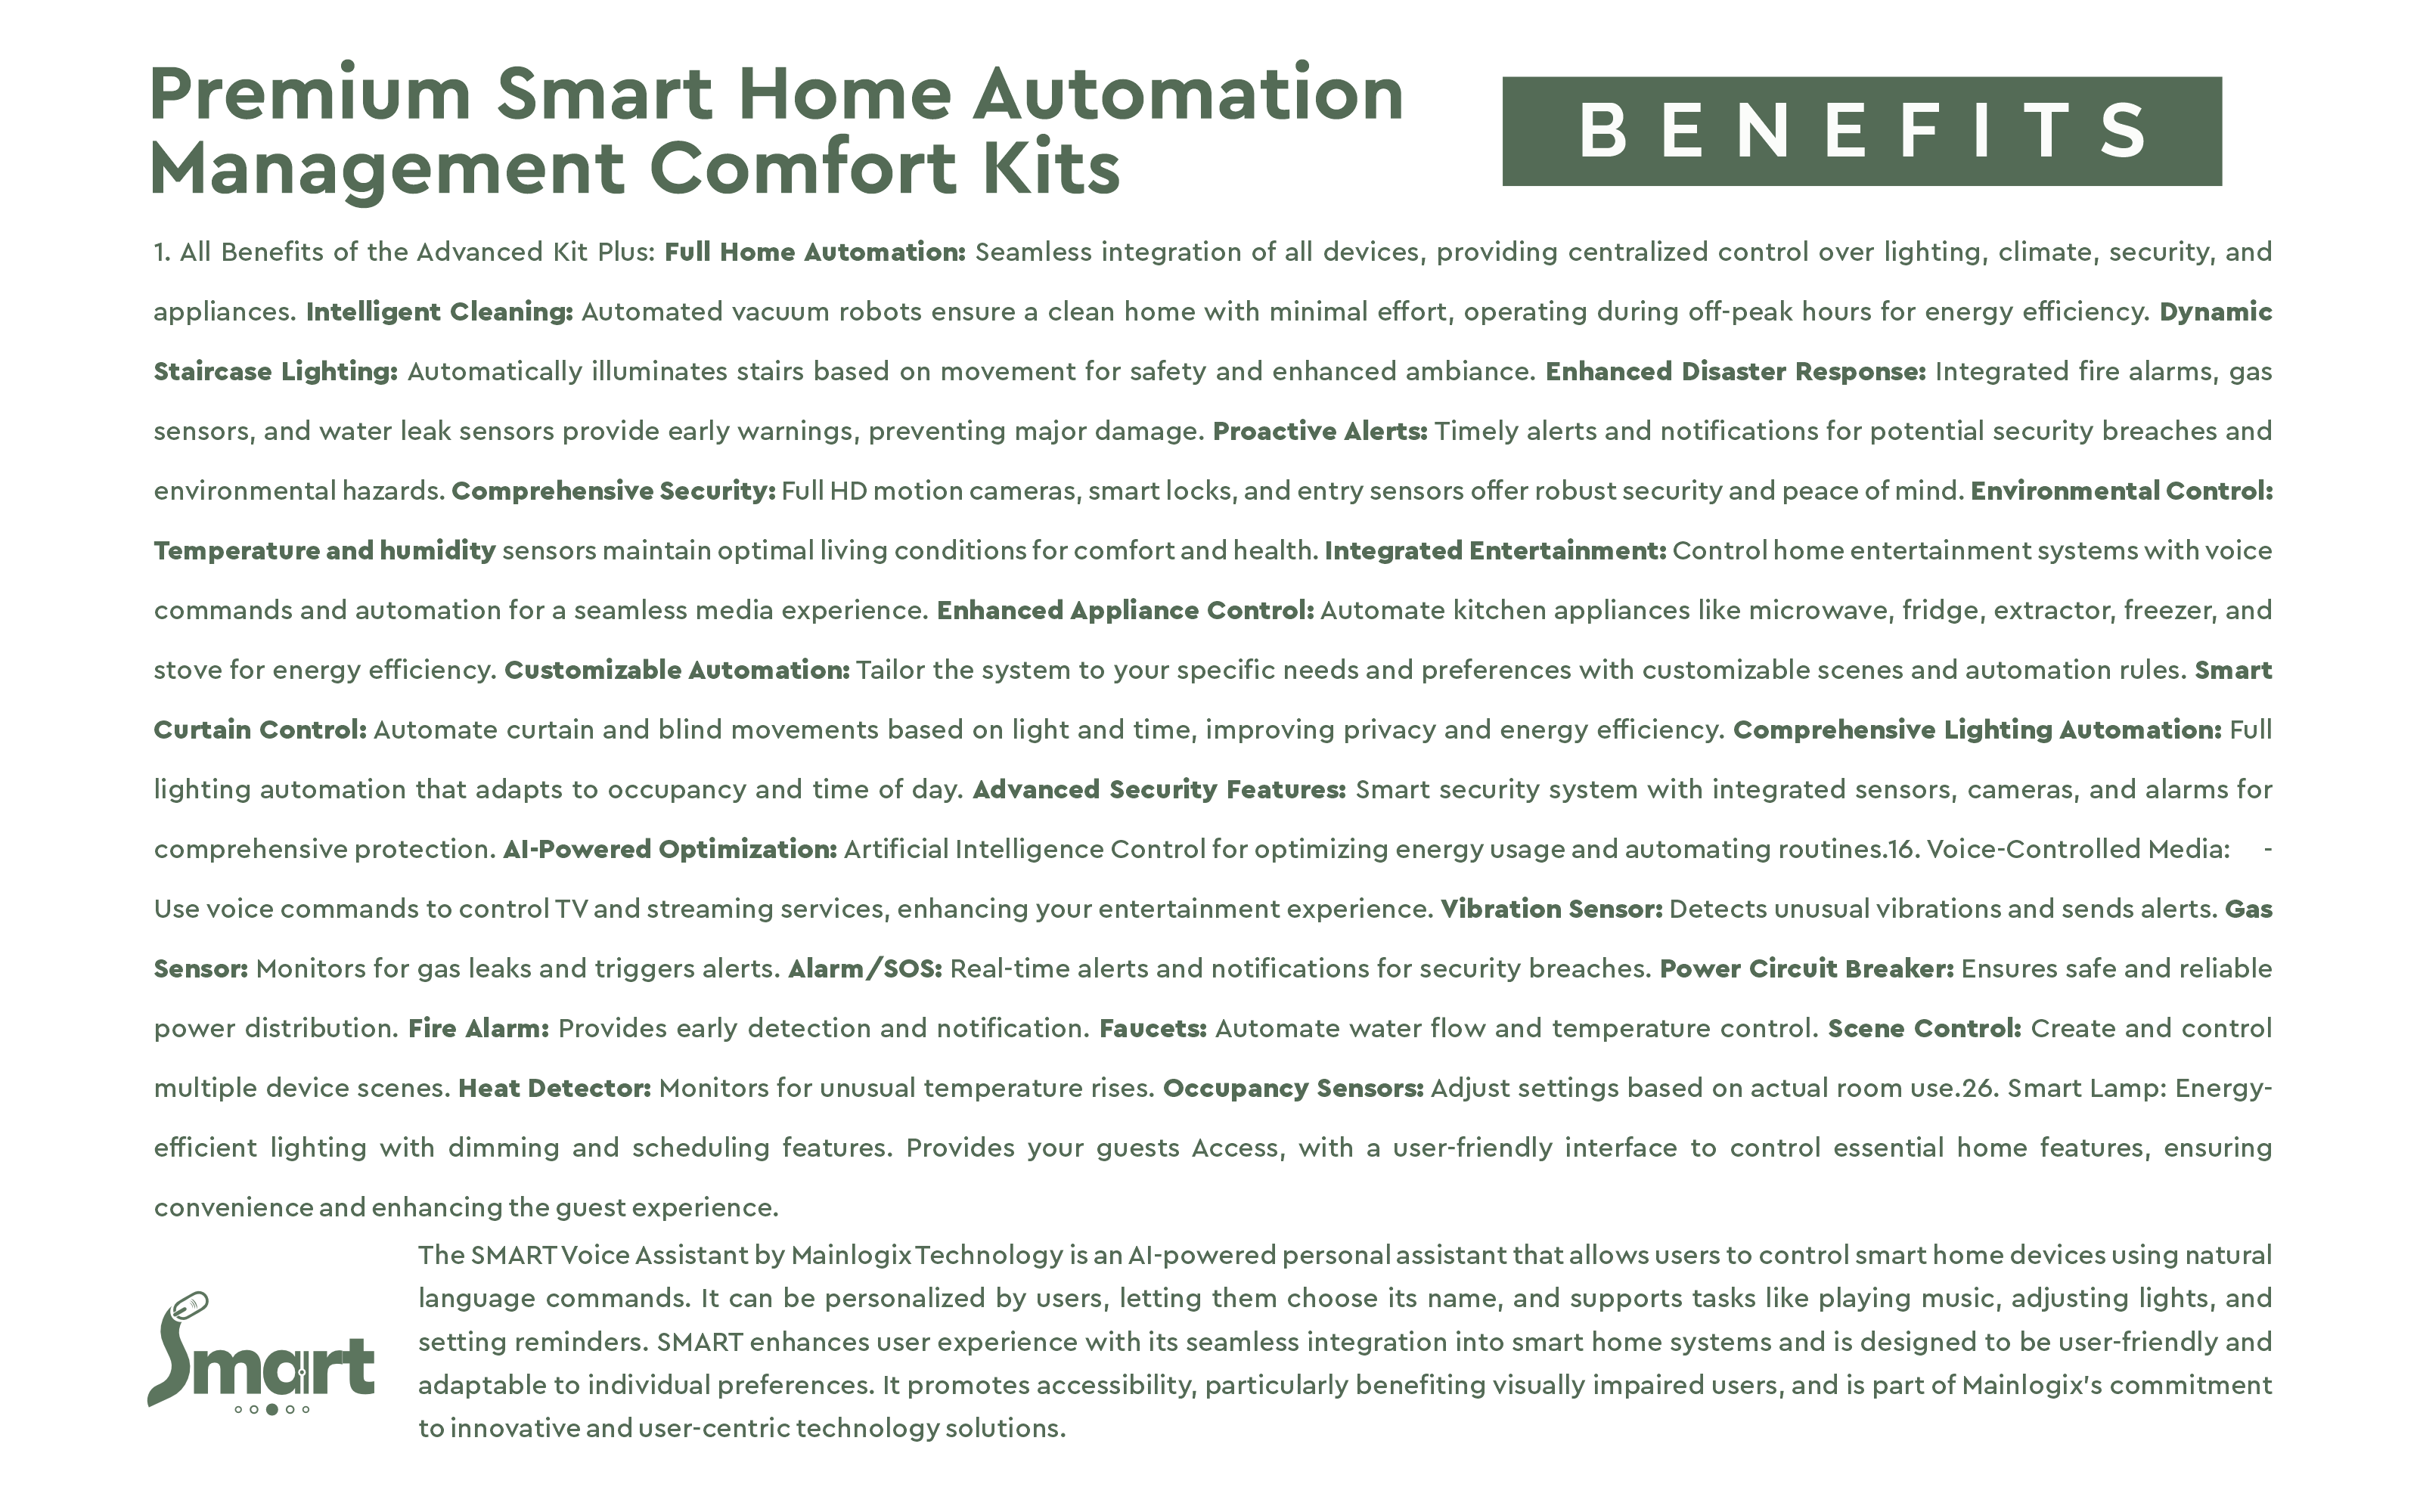 Premium Smart Home Automation
Management Comfort Kits
BENEFITS
1. All Benefits of the Advanced Kit Plus: Full Home Automation: Seamless integration of all devices, providing centralized control over lighting, climate, security, and
appliances. Intelligent Cleaning: Automated vacuum robots ensure a clean home with minimal effort, operating during off-peak hours for energy efficiency. Dynamic
Staircase Lighting: Automatically illuminates stairs based on movement for safety and enhanced ambiance. Enhanced Disaster Response: Integrated fire alarms, gas
sensors, and water leak sensors provide early warnings, preventing major damage. Proactive Alerts: Timely alerts and notifications for potential security breaches and
environmental hazards. Comprehensive Security: Full HD motion cameras, smart locks, and entry sensors offer robust security and peace of mind. Environmental Control:
Temperature and humidity sensors maintain optimal living conditions for comfort and health. Integrated Entertainment: Control home entertainment systems with voice
commands and automation for a seamless media experience. Enhanced Appliance Control: Automate kitchen appliances like microwave, fridge, extractor, freezer, and
stove for energy efficiency. Customizable Automation: Tailor the system to your specific needs and preferences with customizable scenes and automation rules. Smart
Curtain Control: Automate curtain and blind movements based on light and time, improving privacy and energy efficiency. Comprehensive Lighting Automation: Full
lighting automation that adapts to occupancy and time of day. Advanced Security Features: Smart security system with integrated sensors, cameras, and alarms for
comprehensive protection. AI-Powered Optimization: Artificial Intelligence Control for optimizing energy usage and automating routines.16. Voice-Controlled Media: -
Use voice commands to control TV and streaming services, enhancing your entertainment experience. Vibration Sensor: Detects unusual vibrations and sends alerts. Gas
Sensor: Monitors for gas leaks and triggers alerts. Alarm/SOS: Real-time alerts and notifications for security breaches. Power Circuit Breaker: Ensures safe and reliable
power distribution. Fire Alarm: Provides early detection and notification. Faucets: Automate water flow and temperature control. Scene Control: Create and control
multiple device scenes. Heat Detector: Monitors for unusual temperature rises. Occupancy Sensors: Adjust settings based on actual room use.26. Smart Lamp: Energy-
efficient lighting with dimming and scheduling features. Provides your guests Access, with a user-friendly interface to control essential home features, ensuring
convenience and enhancing the guest experience.
The SMART Voice Assistant by Mainlogix Technology is an AI-powered personal assistant that allows users to control smart home devices using natural
language commands. It can be personalized by users, letting them choose its name, and supports tasks like playing music, adjusting lights, and
setting reminders. SMART enhances user experience with its seamless integration into smart home systems and is designed to be user-friendly and
adaptable to individual preferences. It promotes accessibility, particularly benefiting visually impaired users, and is part of Mainlogix's commitment
to innovative and user-centric technology solutions.
Smart